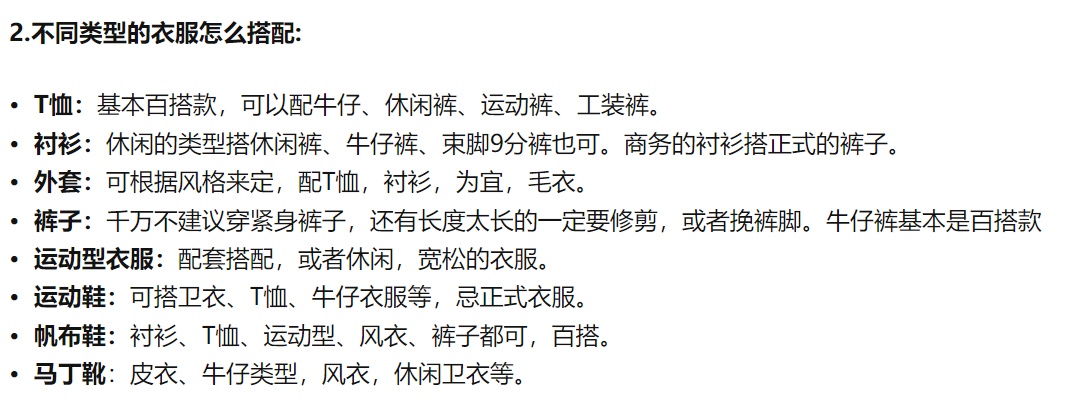 2.不同类型的衣服怎么搭配:
• T恤：基本百搭款，可以配牛仔、休闲裤、运动裤、工装裤。
• 衬衫：休闲的类型搭休闲裤、牛仔裤、束脚9分裤也可。商务的衬衫搭正式的裤子。
• 外套：可根据风格来定，配T恤，衬衫，为宜，毛衣。
• 裤子：千万不建议穿紧身裤子，还有长度太长的一定要修剪，或者挽裤脚。牛仔裤基本是百搭款
• 运动型衣服：配套搭配，或者休闲，宽松的衣服。
• 运动鞋：可搭卫衣、T恤、牛仔衣服等，忌正式衣服。
• 帆布鞋：衬衫、T恤、运动型、风衣、裤子都可，百搭。
• 马丁靴：皮衣、牛仔类型，风衣，休闲卫衣等。